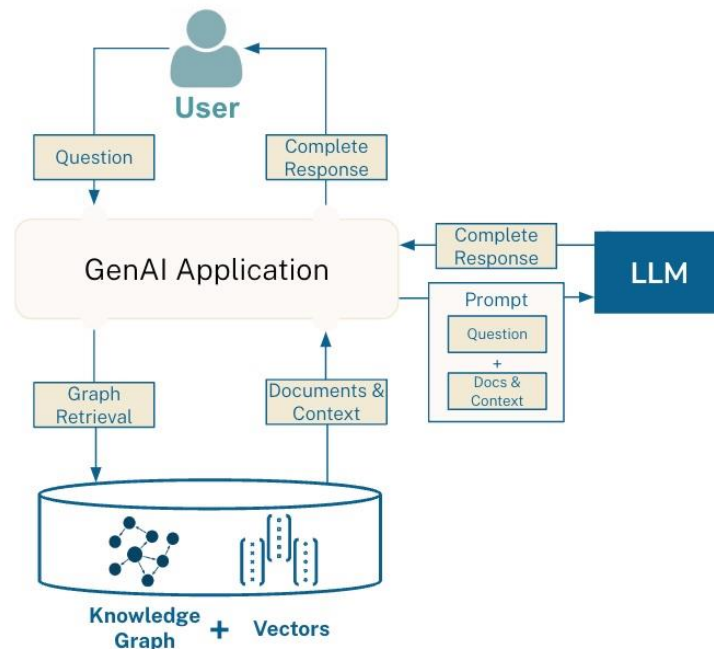 User
Question
Complete
Response
GenAI Application
Complete
Response
LLM
Prompt
Question
+
Docs &
Context
Graph
Retrieval
Documents &
Context
Knowledge
Graph
+
Vectors